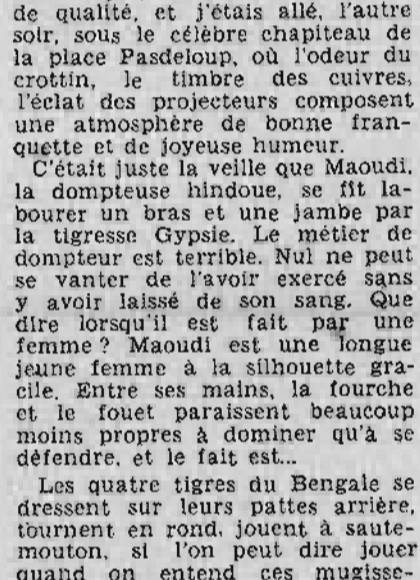 de qualité, et j'étais allé, l'autre
soir, sous le célèbre chapiteau de
la place Pasdeloup, où l'odeur du
crottin, le timbre des cuivres,
l'éclat des projecteurs composent
une atmosphère de bonne fran-
quette et de joyeuse humeur.
C'était juste la veille que Maoudi,
la dompteuse hindoue, se fît la-
bourer un bras et une jambe par
la tigresse Gypsie. Le métier de
dompteur est terrible. Nul ne peut
se vanter de l'avoir exercé sans
y avoir laissé de son sang. Que
dire lorsqu'il est fait par une
femme ? Maoudi est une longue
jeune femme à la silhouette gra-
cile. Entre ses mains, la fourche
et le fouet paraissent beaucoup
moins propres à dominer qu'à se
défendre, et le fait est...
Les quatre tigres du Bengale se
dressent sur leurs pattes arrière,
tournent en rond, jouent à saute-
mouton, si l'on peut dire jouer
quand on entend ces mugisse-